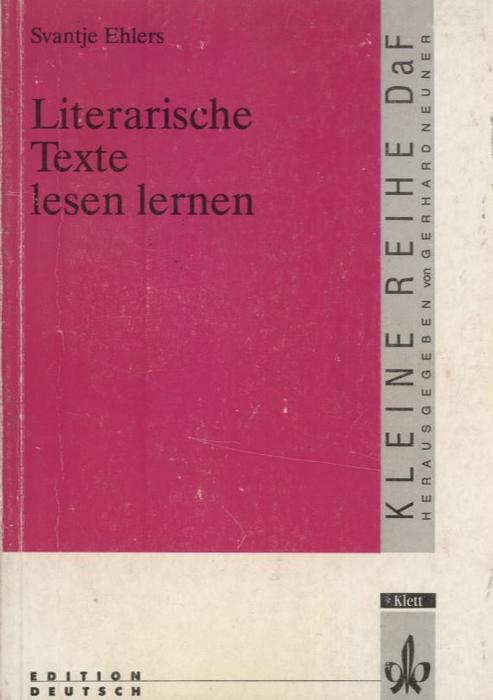 Svantje Ehlers
Literarische
Texte
lesen lernen
KLEINE REIHE DaF
HERAUSGEGEBEN von GERHARD NEUNER
Klett
EDITION
DEUTSCH